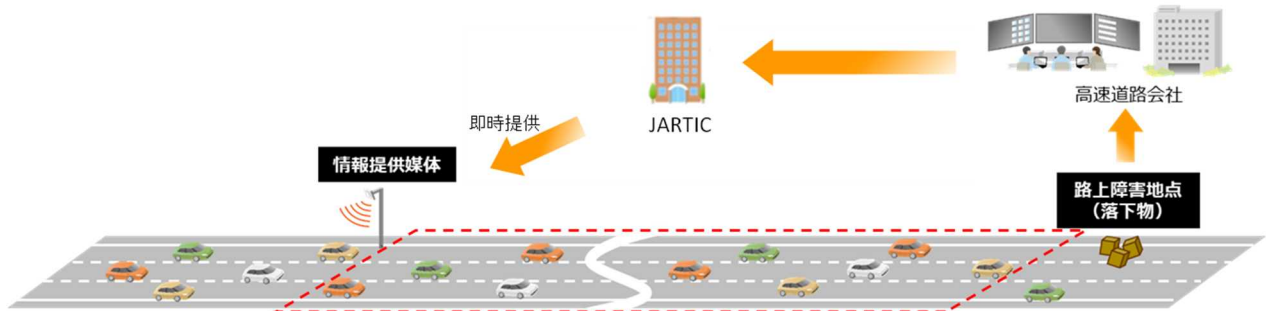 高速道路会社
JARTIC
即時提供
情報提供媒体
路上障害地点
（落下物）